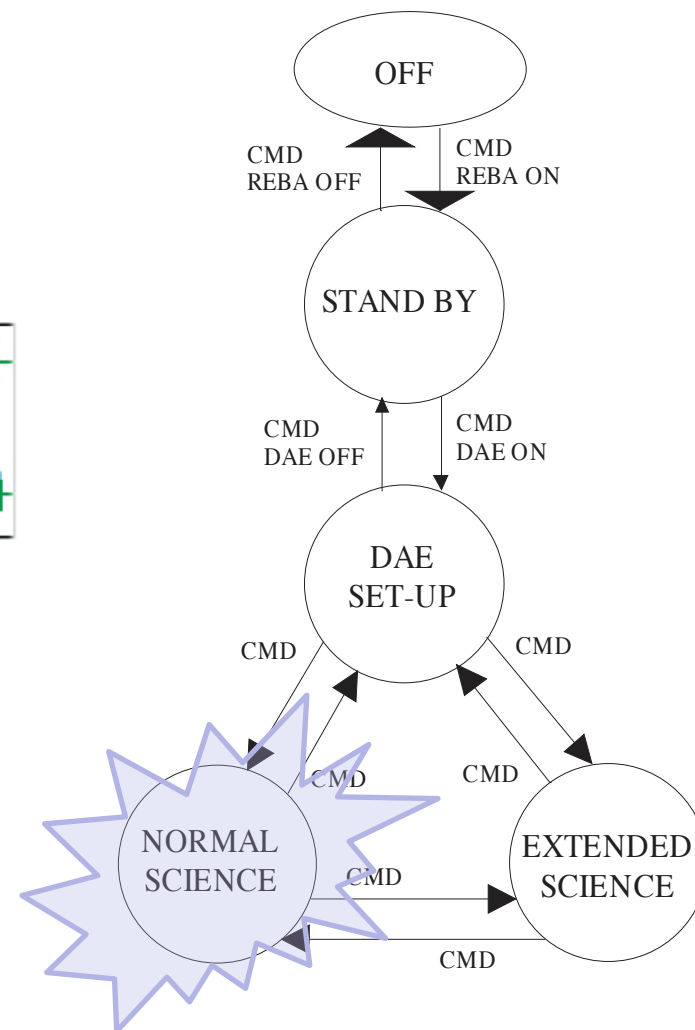 OFF
CMD
REBA OFF
CMD
REBA ON
STAND BY
CMD
DAE OFF
CMD
DAE ON
DAE
SET-UP
CMD
CMD
CMD
CMD
NORMAL
SCIENCE
EXTENDED
SCIENCE
CMD
CMD